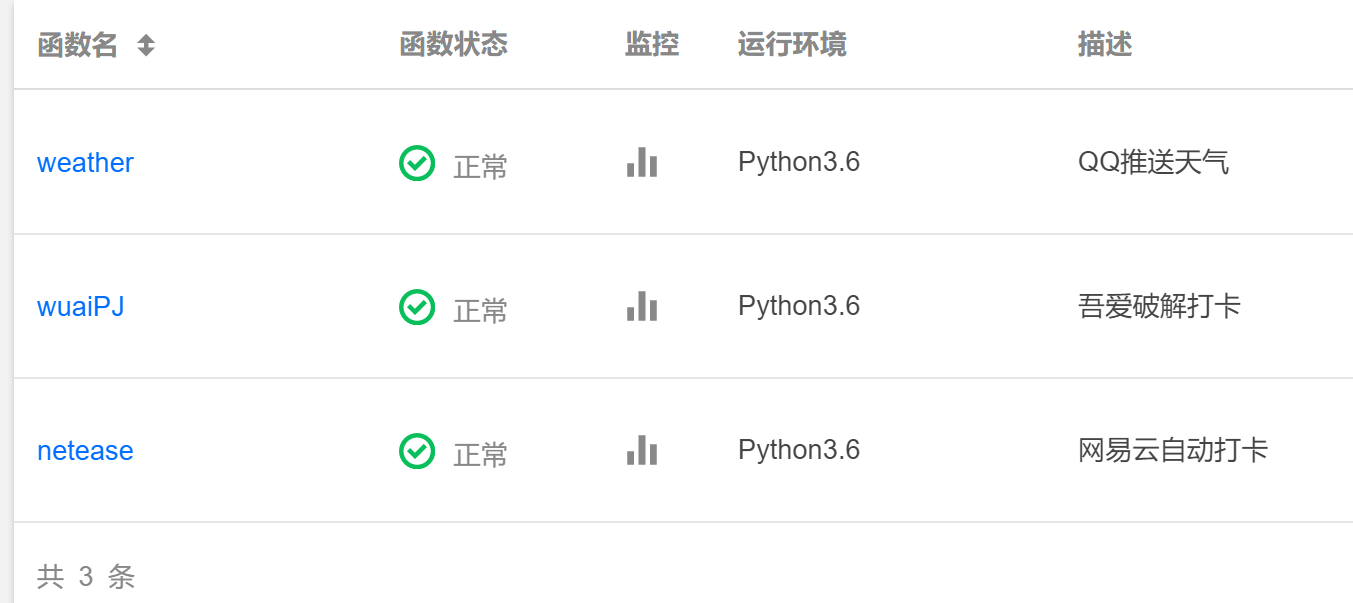 函数名 函数状态 监控 运行环境 描述
weather 正常 Python3.6 QQ推送天气
wuaiPJ 正常 Python3.6 吾爱破解打卡
netease 正常 Python3.6 网易云自动打卡
共 3 条